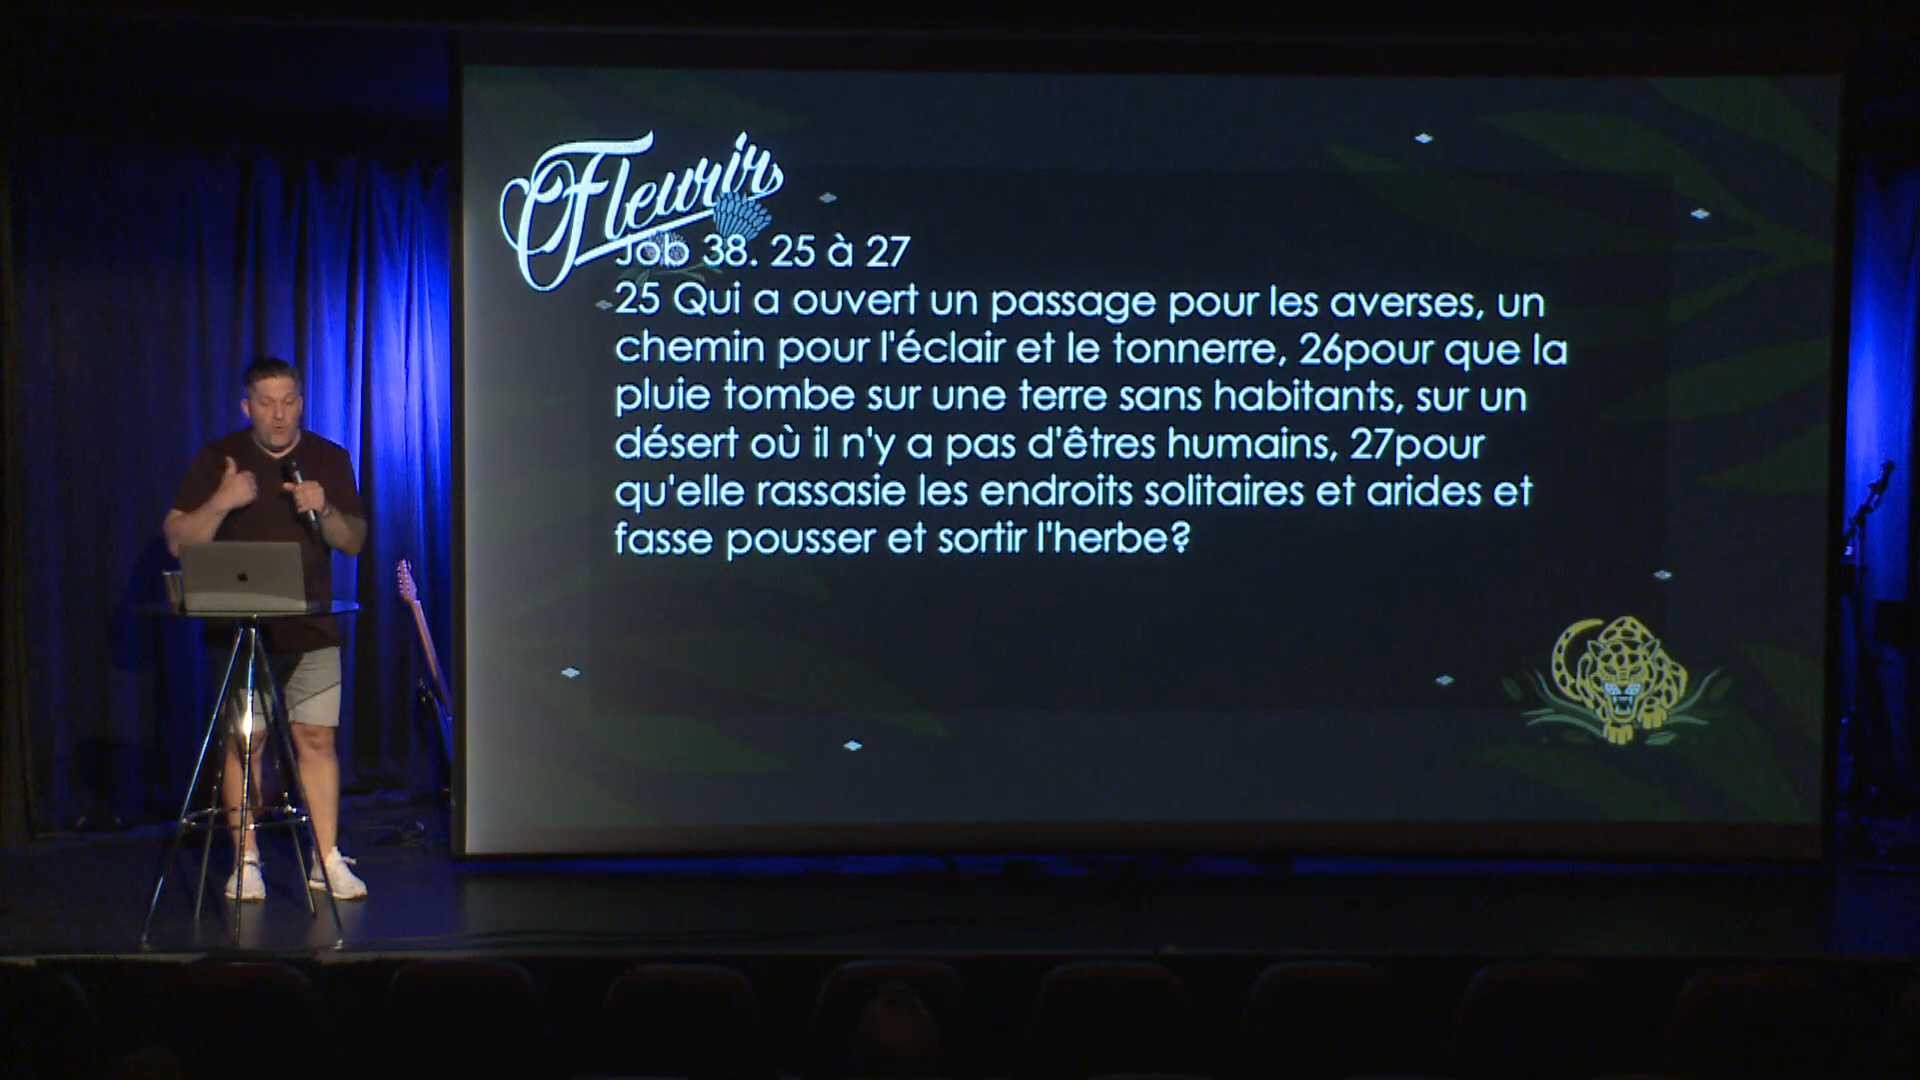 Fleurir
Job 38. 25 à 27
25 Qui a ouvert un passage pour les averses, un
chemin pour l'éclair et le tonnerre, 26pour que la
pluie tombe sur une terre sans habitants, sur un
désert où il n'y a pas d'êtres humains, 27pour
qu'elle rassasie les endroits solitaires et arides et
fasse pousser et sortir l'herbe?